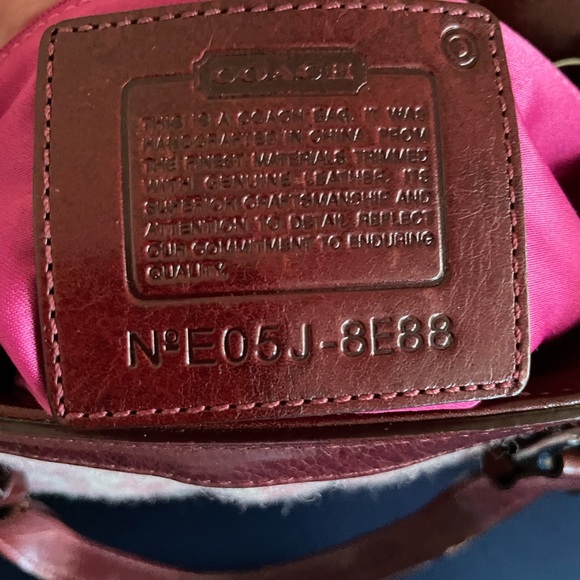 COACH
THIS IS A COACH BAG. IT WAS
HANDCRAFTED IN CHINA FROM
THE FINEST MATERIALS TRIMMED
WITH GENUINE LEATHER. ITS
SUPERIOR CRAFTSMANSHIP AND
ATTENTION TO DETAIL REFLECT
OUR COMMITMENT TO ENDURING
QUALITY.
NºE05J-8E88